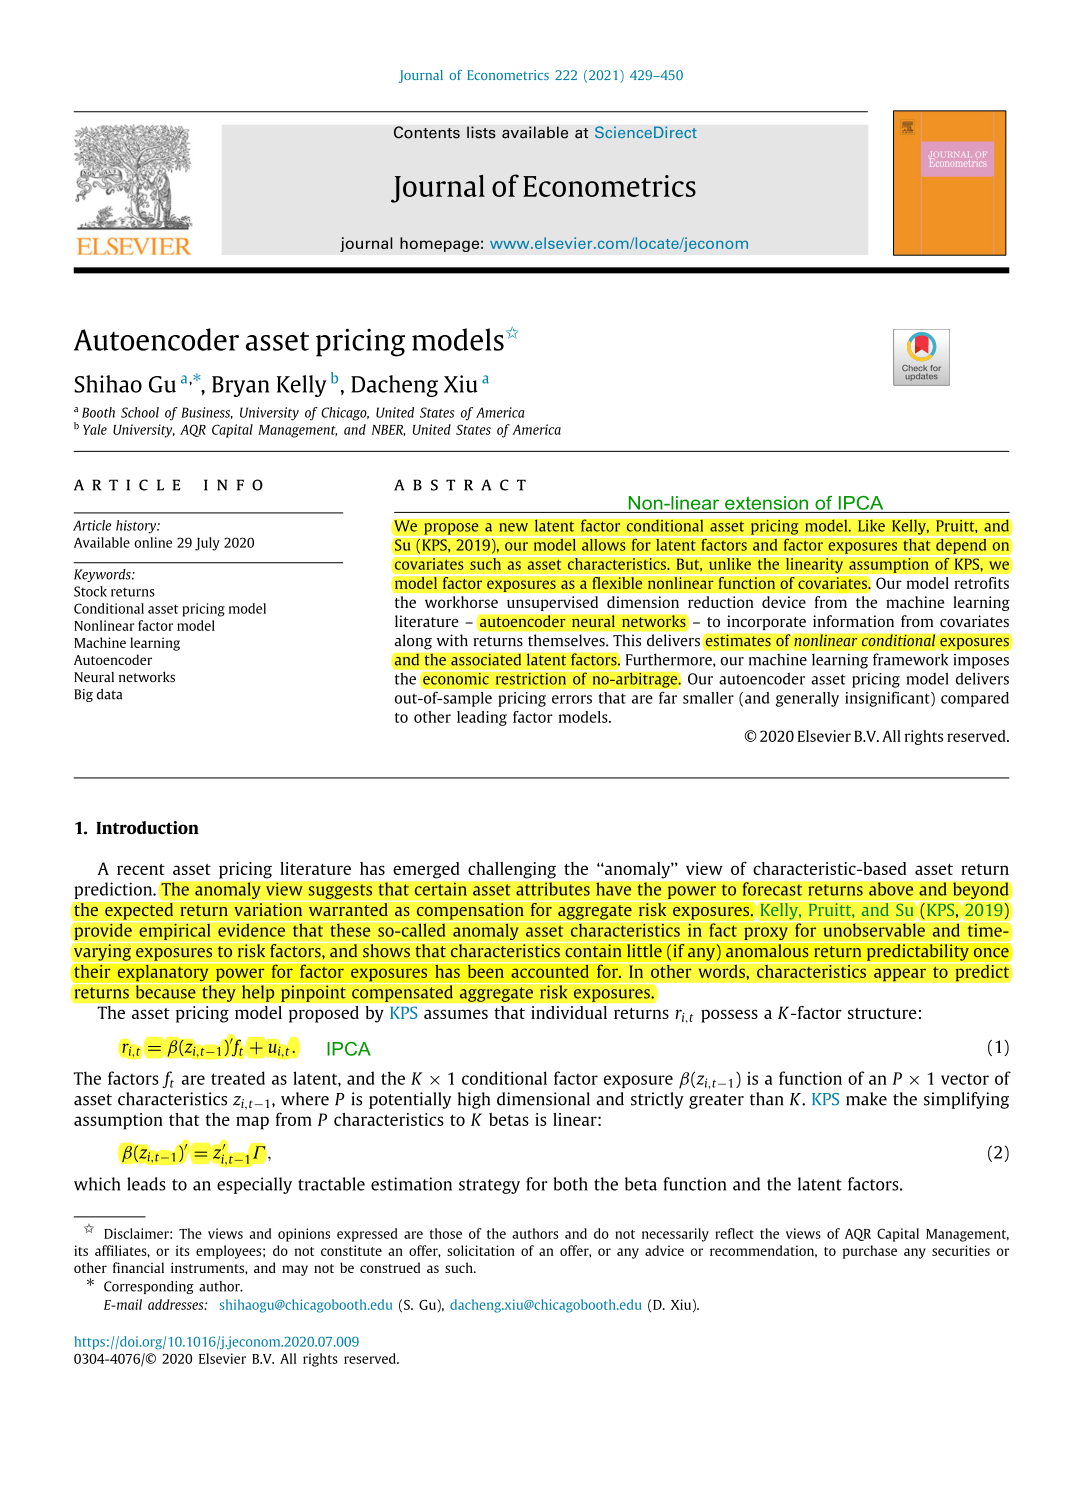 Journal of Econometrics 222 (2021) 429–450
Contents lists available at ScienceDirect
Journal of Econometrics
journal homepage: www.elsevier.com/locate/jeconom
ELSEVIER
JOURNAL OF
Econometrics
Autoencoder asset pricing models☆
Shihao Gu a,*, Bryan Kelly b, Dacheng Xiu a
a Booth School of Business, University of Chicago, United States of America
b Yale University, AQR Capital Management, and NBER, United States of America
Check for
updates
ARTICLE INFO
Article history:
Available online 29 July 2020
Keywords:
Stock returns
Conditional asset pricing model
Nonlinear factor model
Machine learning
Autoencoder
Neural networks
Big data
ABSTRACT
Non-linear extension of IPCA
We propose a new latent factor conditional asset pricing model. Like Kelly, Pruitt, and
Su (KPS, 2019), our model allows for latent factors and factor exposures that depend on
covariates such as asset characteristics. But, unlike the linearity assumption of KPS, we
model factor exposures as a flexible nonlinear function of covariates. Our model retrofits
the workhorse unsupervised dimension reduction device from the machine learning
literature – autoencoder neural networks – to incorporate information from covariates
along with returns themselves. This delivers estimates of nonlinear conditional exposures
and the associated latent factors. Furthermore, our machine learning framework imposes
the economic restriction of no-arbitrage. Our autoencoder asset pricing model delivers
out-of-sample pricing errors that are far smaller (and generally insignificant) compared
to other leading factor models.
© 2020 Elsevier B.V. All rights reserved.
1. Introduction
A recent asset pricing literature has emerged challenging the ‘‘anomaly’’ view of characteristic-based asset return
prediction. The anomaly view suggests that certain asset attributes have the power to forecast returns above and beyond
the expected return variation warranted as compensation for aggregate risk exposures. Kelly, Pruitt, and Su (KPS, 2019)
provide empirical evidence that these so-called anomaly asset characteristics in fact proxy for unobservable and time-
varying exposures to risk factors, and shows that characteristics contain little (if any) anomalous return predictability once
their explanatory power for factor exposures has been accounted for. In other words, characteristics appear to predict
returns because they help pinpoint compensated aggregate risk exposures.
The asset pricing model proposed by KPS assumes that individual returns r_{i,t} possess a K-factor structure:
r_{i,t} = β(z_{i,t−1})′f_t + u_{i,t}. IPCA (1)
The factors f_t are treated as latent, and the K × 1 conditional factor exposure β(z_{i,t−1}) is a function of an P × 1 vector of
asset characteristics z_{i,t−1}, where P is potentially high dimensional and strictly greater than K. KPS make the simplifying
assumption that the map from P characteristics to K betas is linear:
β(z_{i,t−1})′ = z′_{i,t−1}Γ, (2)
which leads to an especially tractable estimation strategy for both the beta function and the latent factors.
☆ Disclaimer: The views and opinions expressed are those of the authors and do not necessarily reflect the views of AQR Capital Management,
its affiliates, or its employees; do not constitute an offer, solicitation of an offer, or any advice or recommendation, to purchase any securities or
other financial instruments, and may not be construed as such.
* Corresponding author.
E-mail addresses: shihaogu@chicagobooth.edu (S. Gu), dacheng.xiu@chicagobooth.edu (D. Xiu).
https://doi.org/10.1016/j.jeconom.2020.07.009
0304-4076/© 2020 Elsevier B.V. All rights reserved.